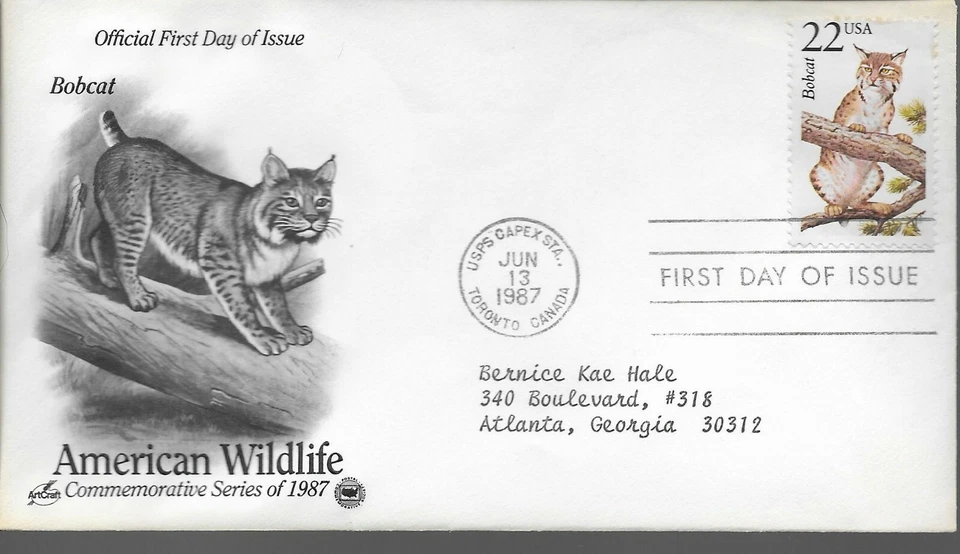 Official First Day of Issue
Bobcat
22 USA
Bobcat
USPS CAPEX STA.,
JUN
13
1987
TORONTO CANADA
FIRST DAY OF ISSUE
Bernice Kae Hale
340 Boulevard, #318
Atlanta, Georgia 30312
American Wildlife
ArtCraft Commemorative Series of 1987